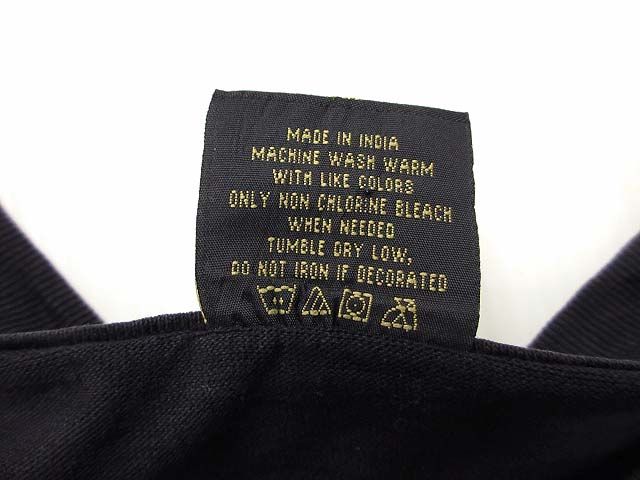 MADE IN INDIA
MACHINE WASH WARM
WITH LIKE COLORS
ONLY NON CHLORINE BLEACH
WHEN NEEDED
TUMBLE DRY LOW,
DO NOT IRON IF DECORATED